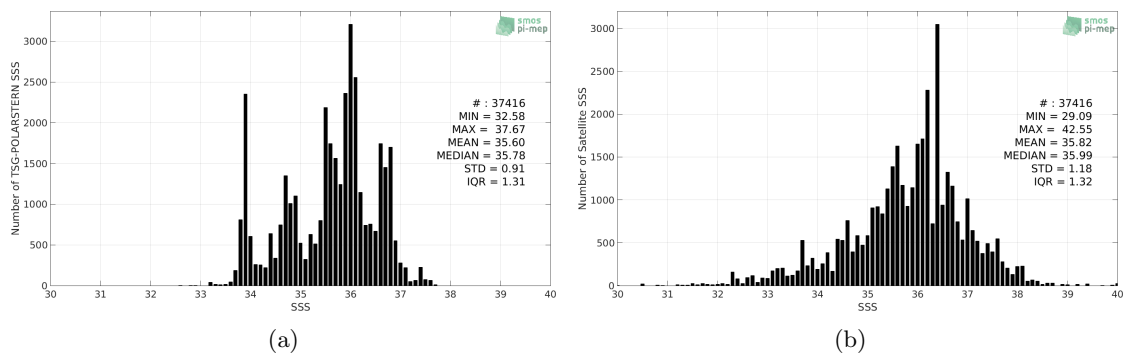 smos
pi-mep
Number of TSG-POLARSTERN SSS
3000
2500
2000
1500
1000
500
0
# : 37416
MIN = 32.58
MAX = 37.67
MEAN = 35.60
MEDIAN = 35.78
STD = 0.91
IQR = 1.31
30 31 32 33 34 35 36 37 38 39 40
SSS
(a)
smos
pi-mep
Number of Satellite SSS
3000
2500
2000
1500
1000
500
0
# : 37416
MIN = 29.09
MAX = 42.55
MEAN = 35.82
MEDIAN = 35.99
STD = 1.18
IQR = 1.32
30 31 32 33 34 35 36 37 38 39 40
SSS
(b)